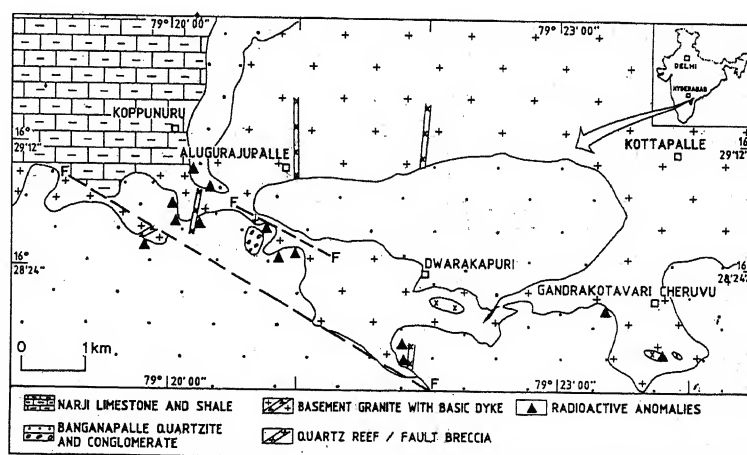 79° 20′ 00″
79° 23′ 00″
DELHI
HYDERABAD
KOPPUNURU
16°
29′12″
ALUGURAJUPALLE
KOTTAPALLE
16°
29′12″
F
F
F
16°
28′24″
DWARAKAPURI
16°
28′24″
GANDRAKOTAVARI CHERUVU
0 1km
F
79° 20′ 00″
79° 23′ 00″
NARJI LIMESTONE AND SHALE
BASEMENT GRANITE WITH BASIC DYKE
RADIOACTIVE ANOMALIES
BANGANAPALLE QUARTZITE
AND CONGLOMERATE
QUARTZ REEF / FAULT BRECCIA